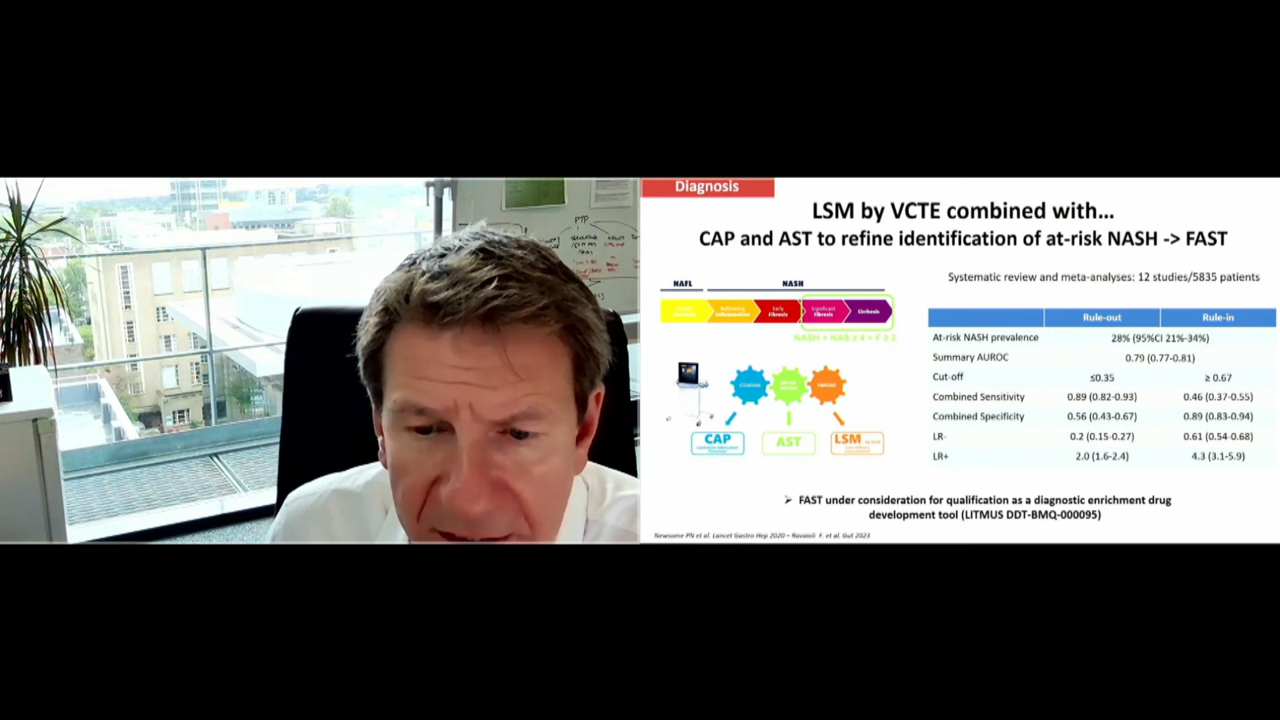 PTP
Diagnosis
LSM by VCTE combined with...
CAP and AST to refine identification of at-risk NASH -> FAST
Systematic review and meta-analyses: 12 studies/5835 patients
NAFL NASH
Inflammation
Early Fibrosis
Significant Fibrosis
Cirrhosis
NASH + NAS ≥ 4 + F ≥ 2
CAP
AST
LSM by VCTE
Rule-out Rule-in
At-risk NASH prevalence 28% (95%CI 21%-34%)
Summary AUROC 0.79 (0.77-0.81)
Cut-off ≤0.35 ≥ 0.67
Combined Sensitivity 0.89 (0.82-0.93) 0.46 (0.37-0.55)
Combined Specificity 0.56 (0.43-0.67) 0.89 (0.83-0.94)
LR- 0.2 (0.15-0.27) 0.61 (0.54-0.68)
LR+ 2.0 (1.6-2.4) 4.3 (3.1-5.9)
➢ FAST under consideration for qualification as a diagnostic enrichment drug
development tool (LITMUS DDT-BMQ-000095)
Newsome PN et al. Lancet Gastro Hep 2020 – Ravaioli F. et al. Gut 2023